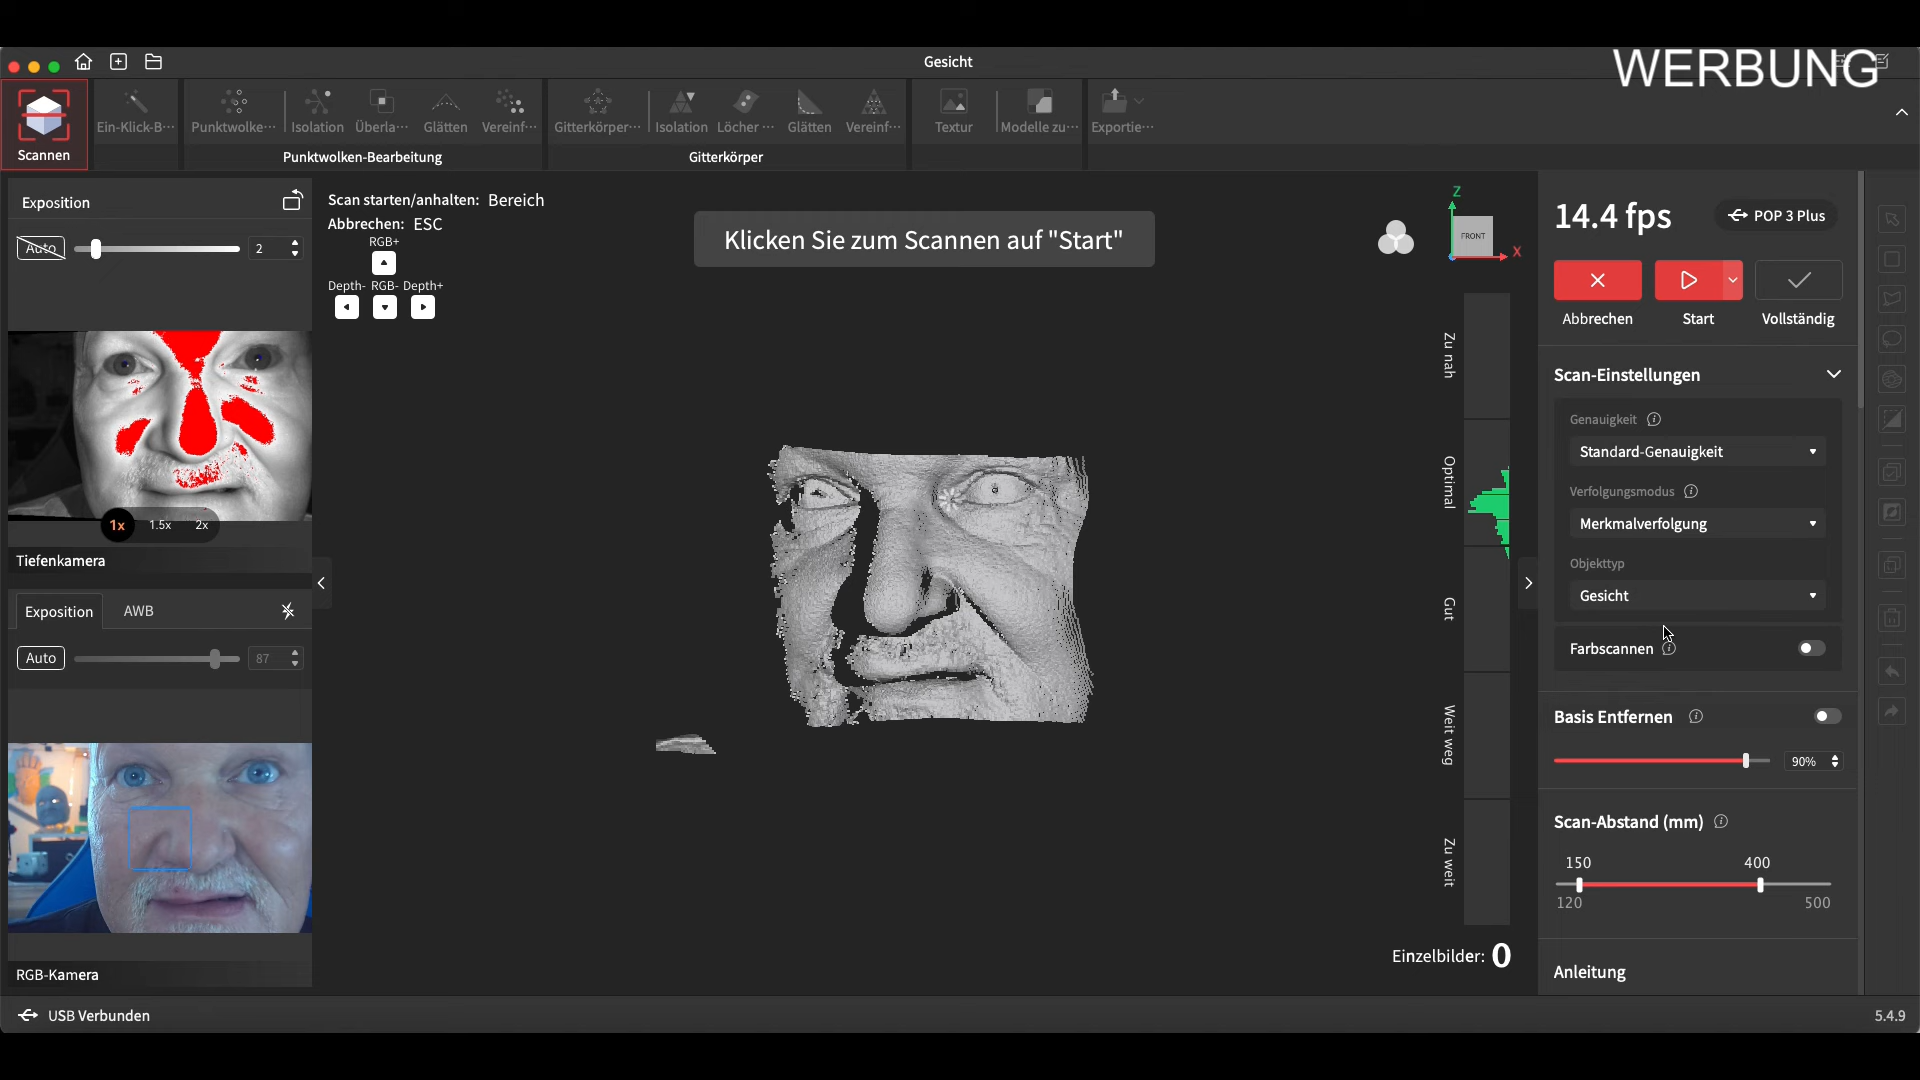 Gesicht
WERBUNG
Scannen
Ein-Klick-B···
Punktwolke···
Isolation
Überla···
Glätten
Vereinf···
Gitterkörper···
Isolation
Löcher ···
Glätten
Vereinf···
Textur
Modelle zu···
Exportie···
Punktwolken-Bearbeitung
Gitterkörper
Exposition
Auto
2
1x
1.5x
2x
Tiefenkamera
Exposition
AWB
Auto
87
RGB-Kamera
Scan starten/anhalten: Bereich
Abbrechen: ESC
RGB+
Depth- RGB- Depth+
Klicken Sie zum Scannen auf "Start"
Z
FRONT
X
Zu nah
Optimal
Gut
Weit weg
Zu weit
Einzelbilder: 0
14.4 fps
POP 3 Plus
Abbrechen
Start
Vollständig
Scan-Einstellungen
Genauigkeit
Standard-Genauigkeit
Verfolgungsmodus
Merkmalverfolgung
Objekttyp
Gesicht
Farbscannen
Basis Entfernen
90%
Scan-Abstand (mm)
150
400
120
500
Anleitung
USB Verbunden
5.4.9